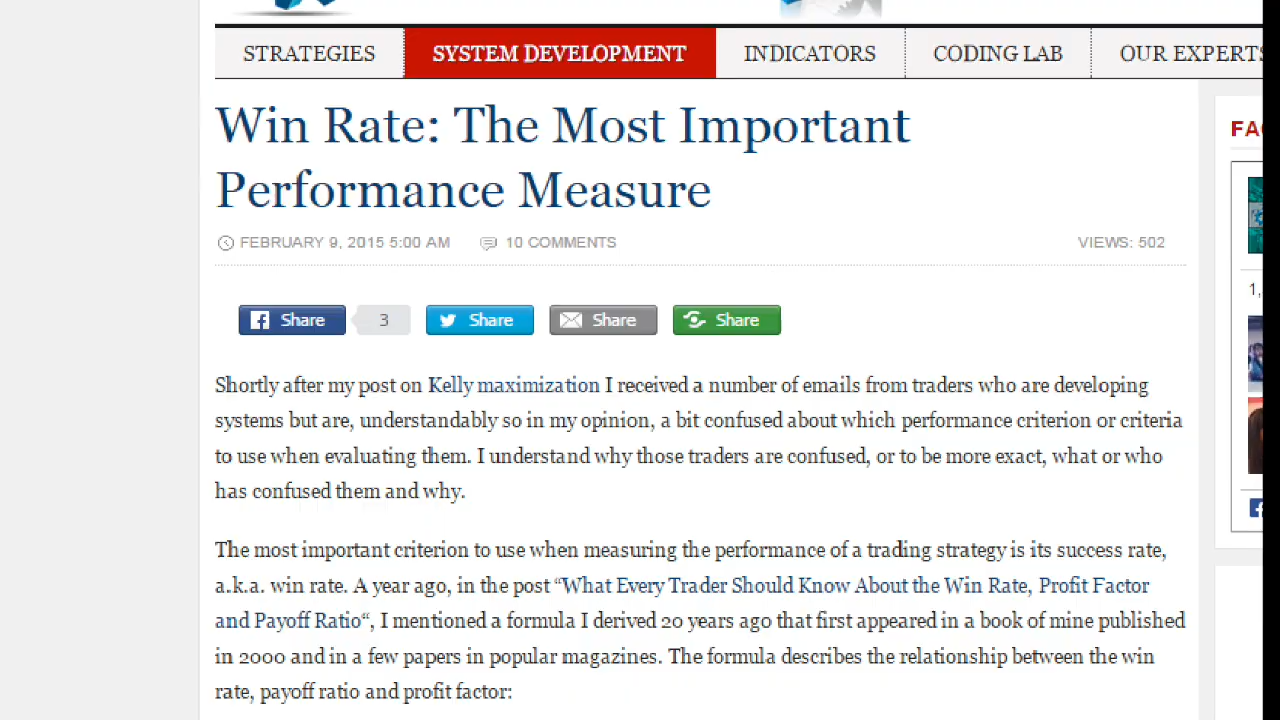 STRATEGIES SYSTEM DEVELOPMENT INDICATORS CODING LAB OUR EXPERTS
Win Rate: The Most Important
Performance Measure
FEBRUARY 9, 2015 5:00 AM 10 COMMENTS VIEWS: 502
FA
1,
Share 3 Share Share Share
Shortly after my post on Kelly maximization I received a number of emails from traders who are developing
systems but are, understandably so in my opinion, a bit confused about which performance criterion or criteria
to use when evaluating them. I understand why those traders are confused, or to be more exact, what or who
has confused them and why.
The most important criterion to use when measuring the performance of a trading strategy is its success rate,
a.k.a. win rate. A year ago, in the post “What Every Trader Should Know About the Win Rate, Profit Factor
and Payoff Ratio“, I mentioned a formula I derived 20 years ago that first appeared in a book of mine published
in 2000 and in a few papers in popular magazines. The formula describes the relationship between the win
rate, payoff ratio and profit factor: